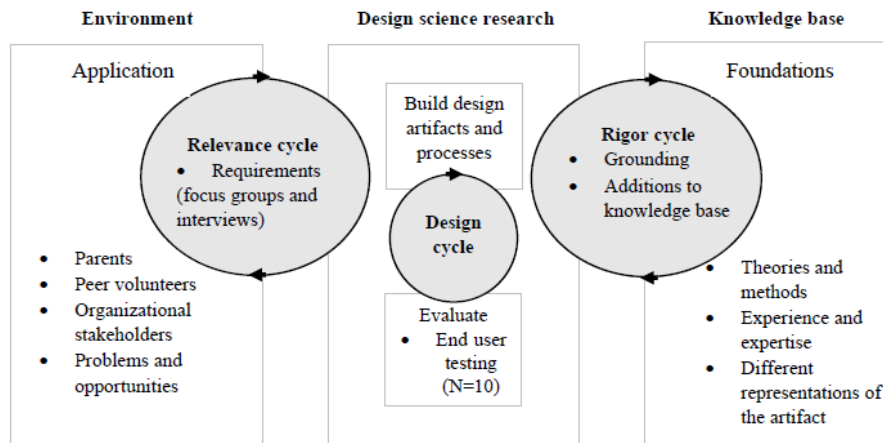 Environment
Design science research
Knowledge base
Application
Relevance cycle
• Requirements
(focus groups and
interviews)
• Parents
• Peer volunteers
• Organizational
stakeholders
• Problems and
opportunities
Build design
artifacts and
processes
Design
cycle
Evaluate
• End user
testing
(N=10)
Foundations
Rigor cycle
• Grounding
• Additions to
knowledge base
• Theories and
methods
• Experience and
expertise
• Different
representations of
the artifact